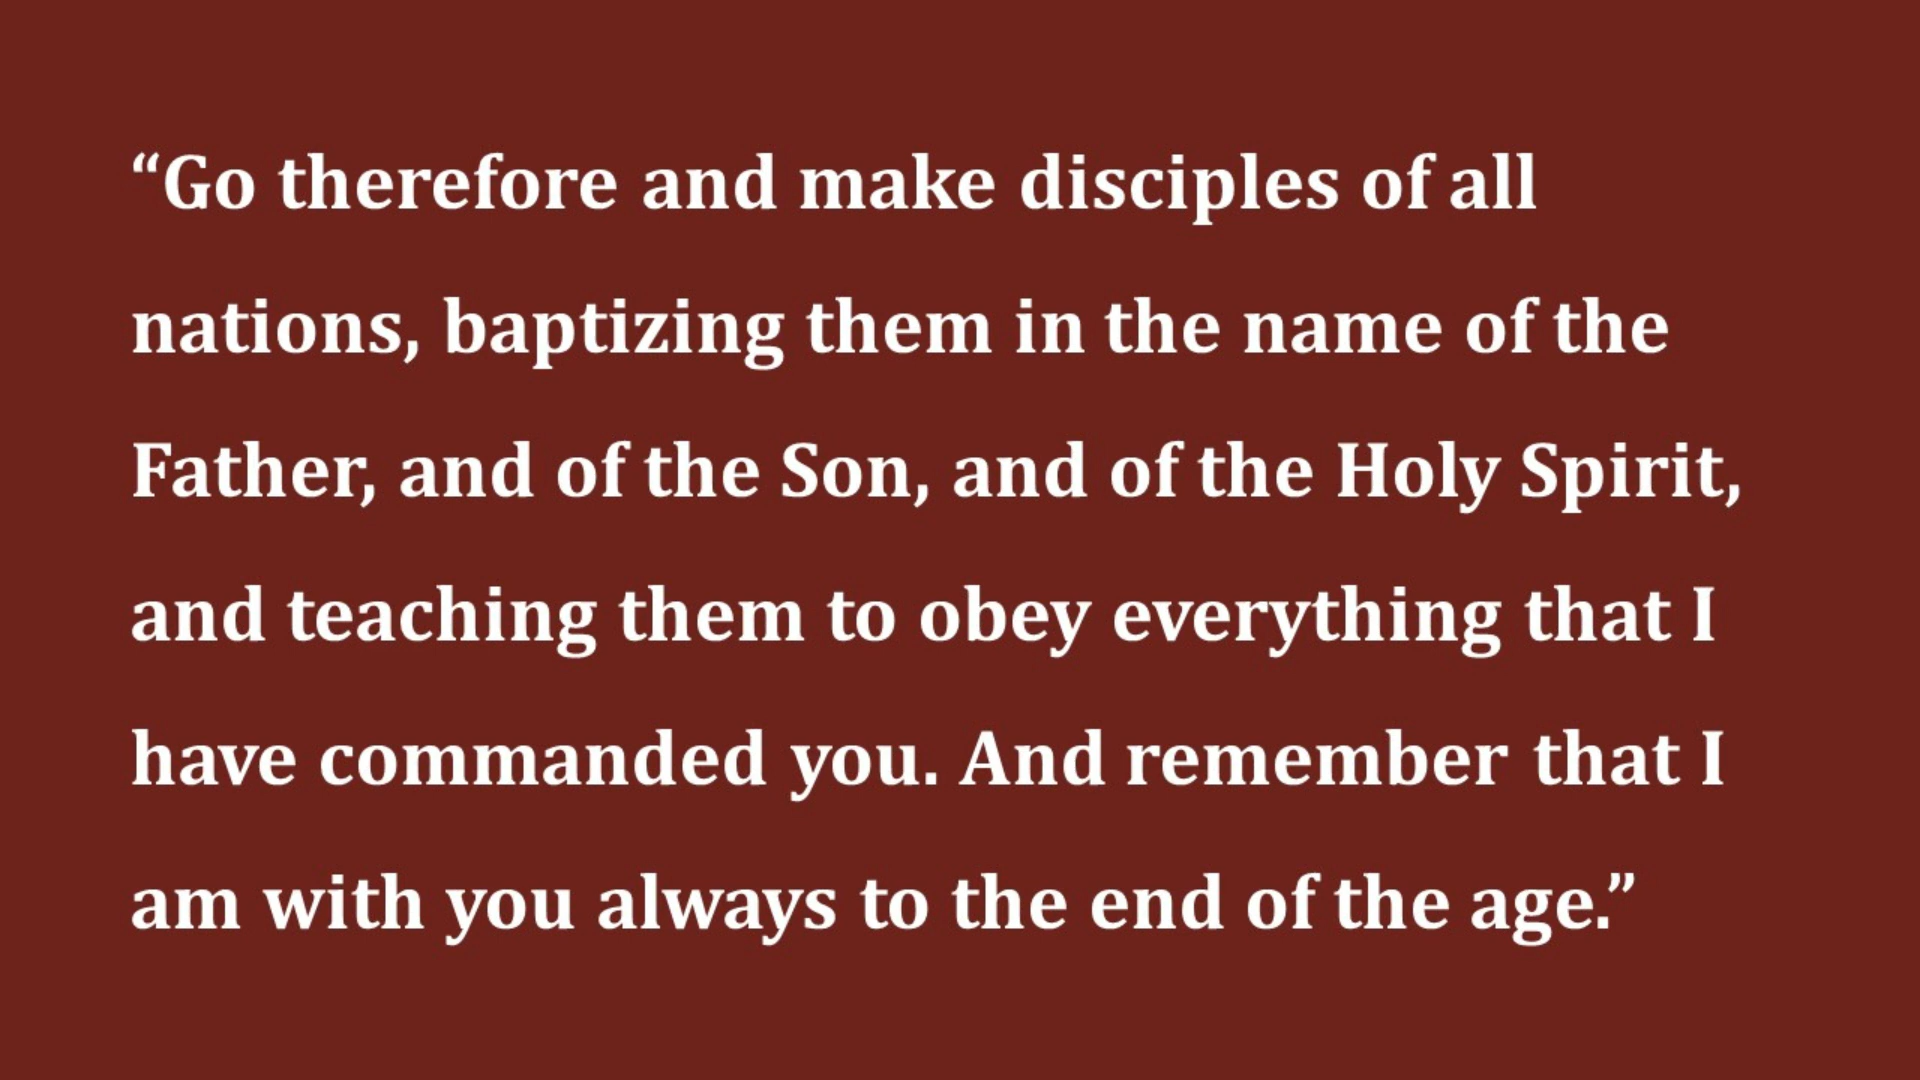 “Go therefore and make disciples of all
nations, baptizing them in the name of the
Father, and of the Son, and of the Holy Spirit,
and teaching them to obey everything that I
have commanded you. And remember that I
am with you always to the end of the age.”